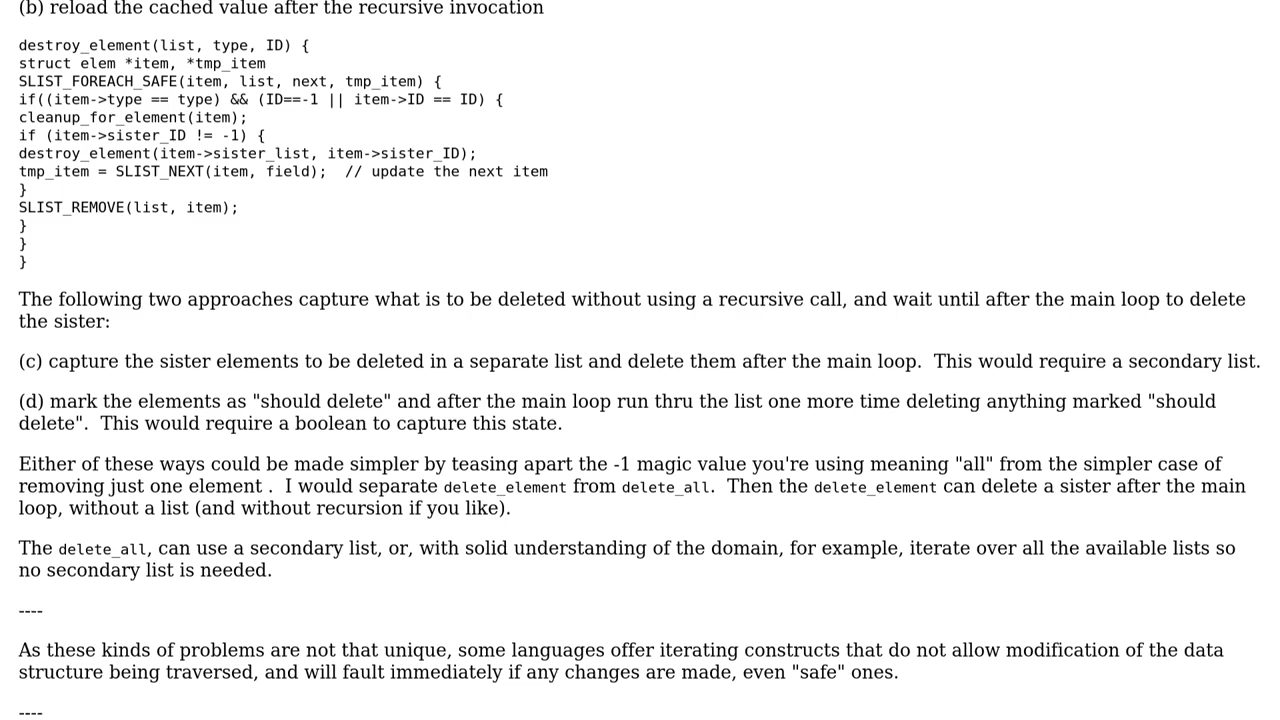 (b) reload the cached value after the recursive invocation
destroy_element(list, type, ID) {
struct elem *item, *tmp_item
SLIST_FOREACH_SAFE(item, list, next, tmp_item) {
if((item->type == type) && (ID==-1 || item->ID == ID) {
cleanup_for_element(item);
if (item->sister_ID != -1) {
destroy_element(item->sister_list, item->sister_ID);
tmp_item = SLIST_NEXT(item, field);  // update the next item
}
SLIST_REMOVE(list, item);
}
}
}
The following two approaches capture what is to be deleted without using a recursive call, and wait until after the main loop to delete
the sister:
(c) capture the sister elements to be deleted in a separate list and delete them after the main loop.  This would require a secondary list.
(d) mark the elements as "should delete" and after the main loop run thru the list one more time deleting anything marked "should
delete".  This would require a boolean to capture this state.
Either of these ways could be made simpler by teasing apart the -1 magic value you're using meaning "all" from the simpler case of
removing just one element .  I would separate delete_element from delete_all.  Then the delete_element can delete a sister after the main
loop, without a list (and without recursion if you like).
The delete_all, can use a secondary list, or, with solid understanding of the domain, for example, iterate over all the available lists so
no secondary list is needed.
----
As these kinds of problems are not that unique, some languages offer iterating constructs that do not allow modification of the data
structure being traversed, and will fault immediately if any changes are made, even "safe" ones.
----